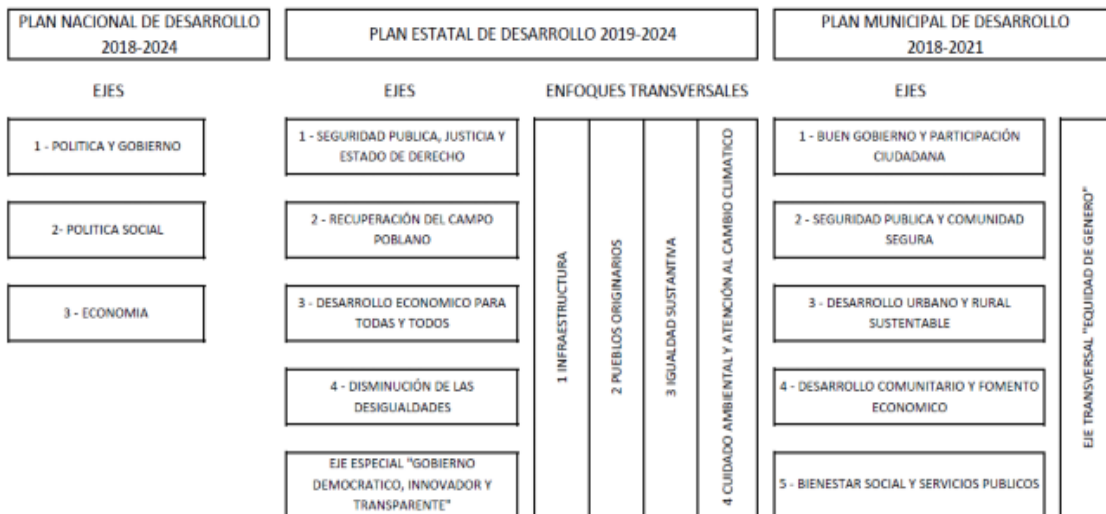 PLAN NACIONAL DE DESARROLLO
2018-2024
PLAN ESTATAL DE DESARROLLO 2019-2024
PLAN MUNICIPAL DE DESARROLLO
2018-2021
EJES
EJES
ENFOQUES TRANSVERSALES
EJES
1 - POLITICA Y GOBIERNO
2- POLITICA SOCIAL
3 - ECONOMIA
1 - SEGURIDAD PUBLICA, JUSTICIA Y
ESTADO DE DERECHO
2 - RECUPERACIÓN DEL CAMPO
POBLANO
3 - DESARROLLO ECONOMICO PARA
TODAS Y TODOS
4 - DISMINUCIÓN DE LAS
DESIGUALDADES
EJE ESPECIAL "GOBIERNO
DEMOCRATICO, INNOVADOR Y
TRANSPARENTE"
1 INFRAESTRUCTURA
2 PUEBLOS ORIGINARIOS
3 IGUALDAD SUSTANTIVA
4 CUIDADO AMBIENTAL Y ATENCIÓN AL CAMBIO CLIMATICO
1 - BUEN GOBIERNO Y PARTICIPACIÓN
CIUDADANA
2 - SEGURIDAD PUBLICA Y COMUNIDAD
SEGURA
3 - DESARROLLO URBANO Y RURAL
SUSTENTABLE
4 - DESARROLLO COMUNITARIO Y FOMENTO
ECONOMICO
5 - BIENESTAR SOCIAL Y SERVICIOS PUBLICOS
EJE TRANSVERSAL "EQUIDAD DE GENERO"